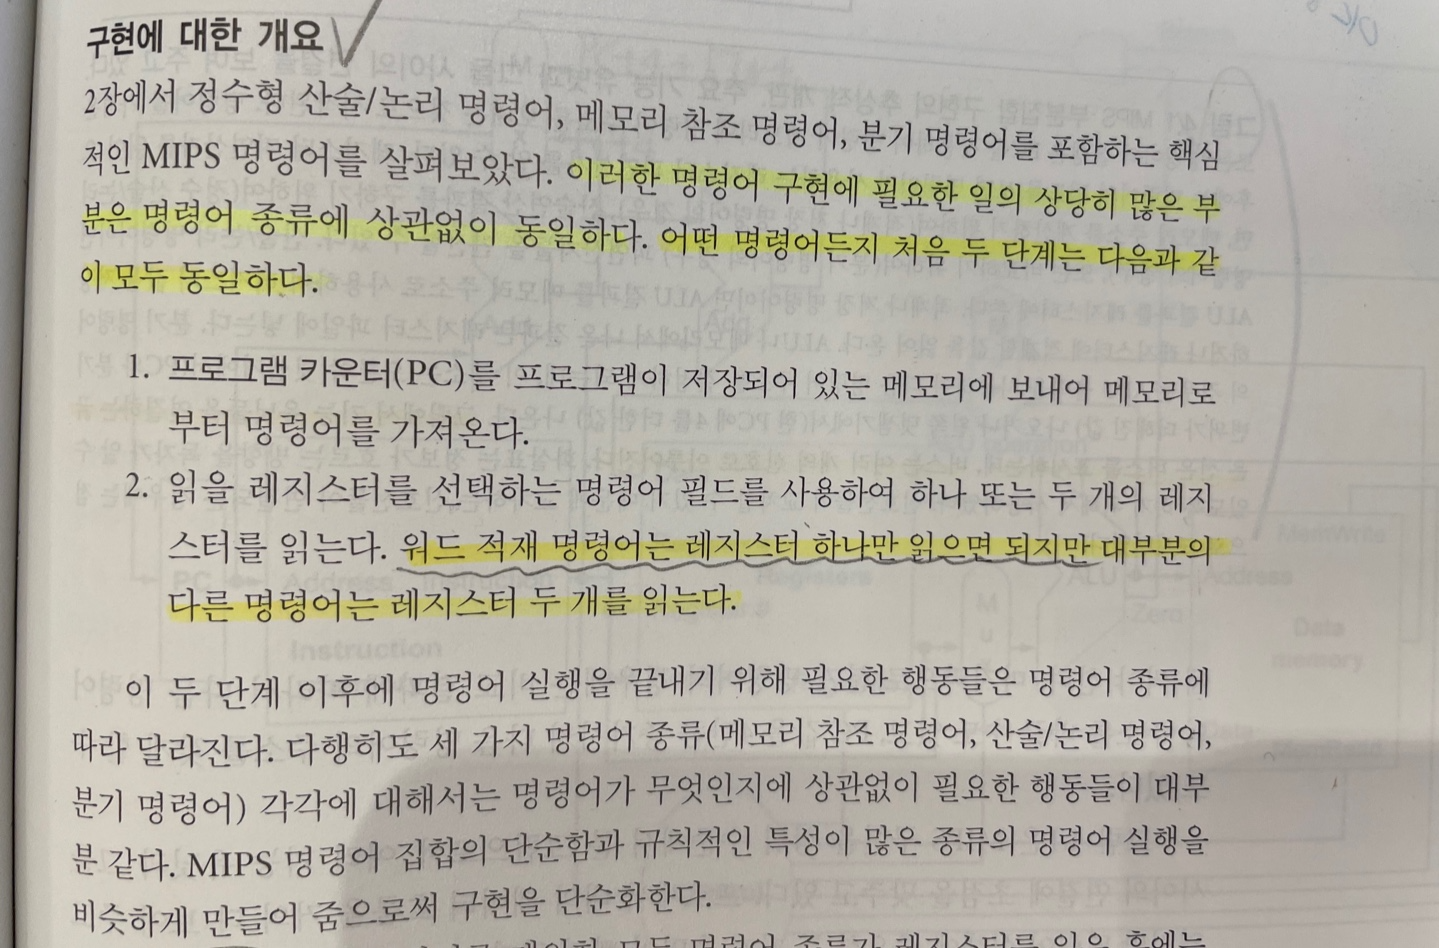 구현에 대한 개요
2장에서 정수형 산술/논리 명령어, 메모리 참조 명령어, 분기 명령어를 포함하는 핵심
적인 MIPS 명령어를 살펴보았다. 이러한 명령어 구현에 필요한 일의 상당히 많은 부
분은 명령어 종류에 상관없이 동일하다. 어떤 명령어든지 처음 두 단계는 다음과 같
이 모두 동일하다.
1. 프로그램 카운터(PC)를 프로그램이 저장되어 있는 메모리에 보내어 메모리로
부터 명령어를 가져온다.
2. 읽을 레지스터를 선택하는 명령어 필드를 사용하여 하나 또는 두 개의 레지
스터를 읽는다. 워드 적재 명령어는 레지스터 하나만 읽으면 되지만 대부분의
다른 명령어는 레지스터 두 개를 읽는다.
이 두 단계 이후에 명령어 실행을 끝내기 위해 필요한 행동들은 명령어 종류에
따라 달라진다. 다행히도 세 가지 명령어 종류(메모리 참조 명령어, 산술/논리 명령어,
분기 명령어) 각각에 대해서는 명령어가 무엇인지에 상관없이 필요한 행동들이 대부
분 같다. MIPS 명령어 집합의 단순함과 규칙적인 특성이 많은 종류의 명령어 실행을
비슷하게 만들어 줌으로써 구현을 단순화한다.
모든 명령어 종류가 레지스터를 읽은 후에는